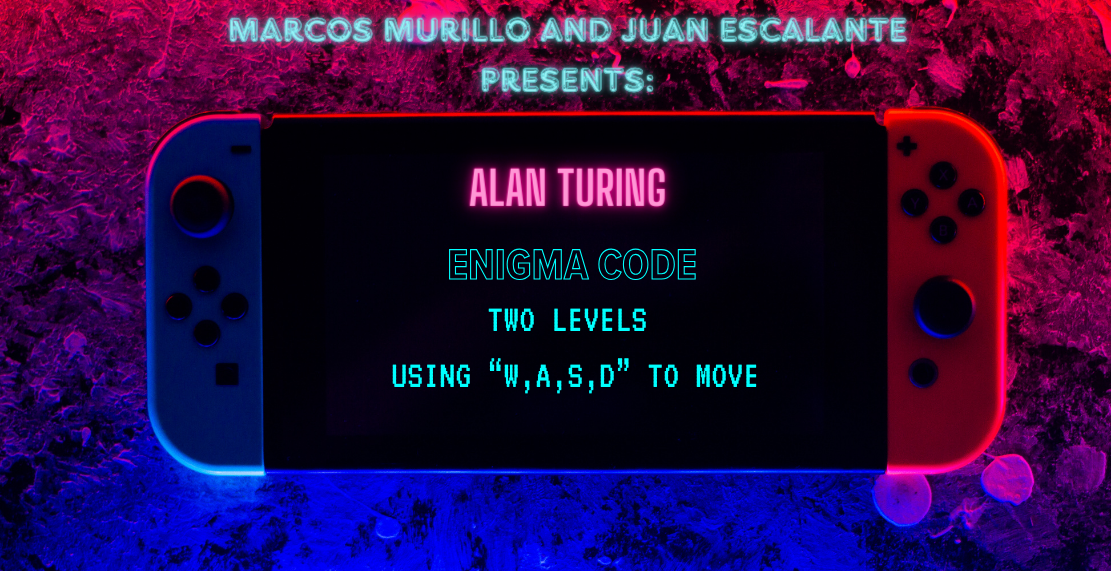 MARCOS MURILLO AND JUAN ESCALANTE
PRESENTS:
ALAN TURING
ENIGMA CODE
TWO LEVELS
USING “W,A,S,D” TO MOVE